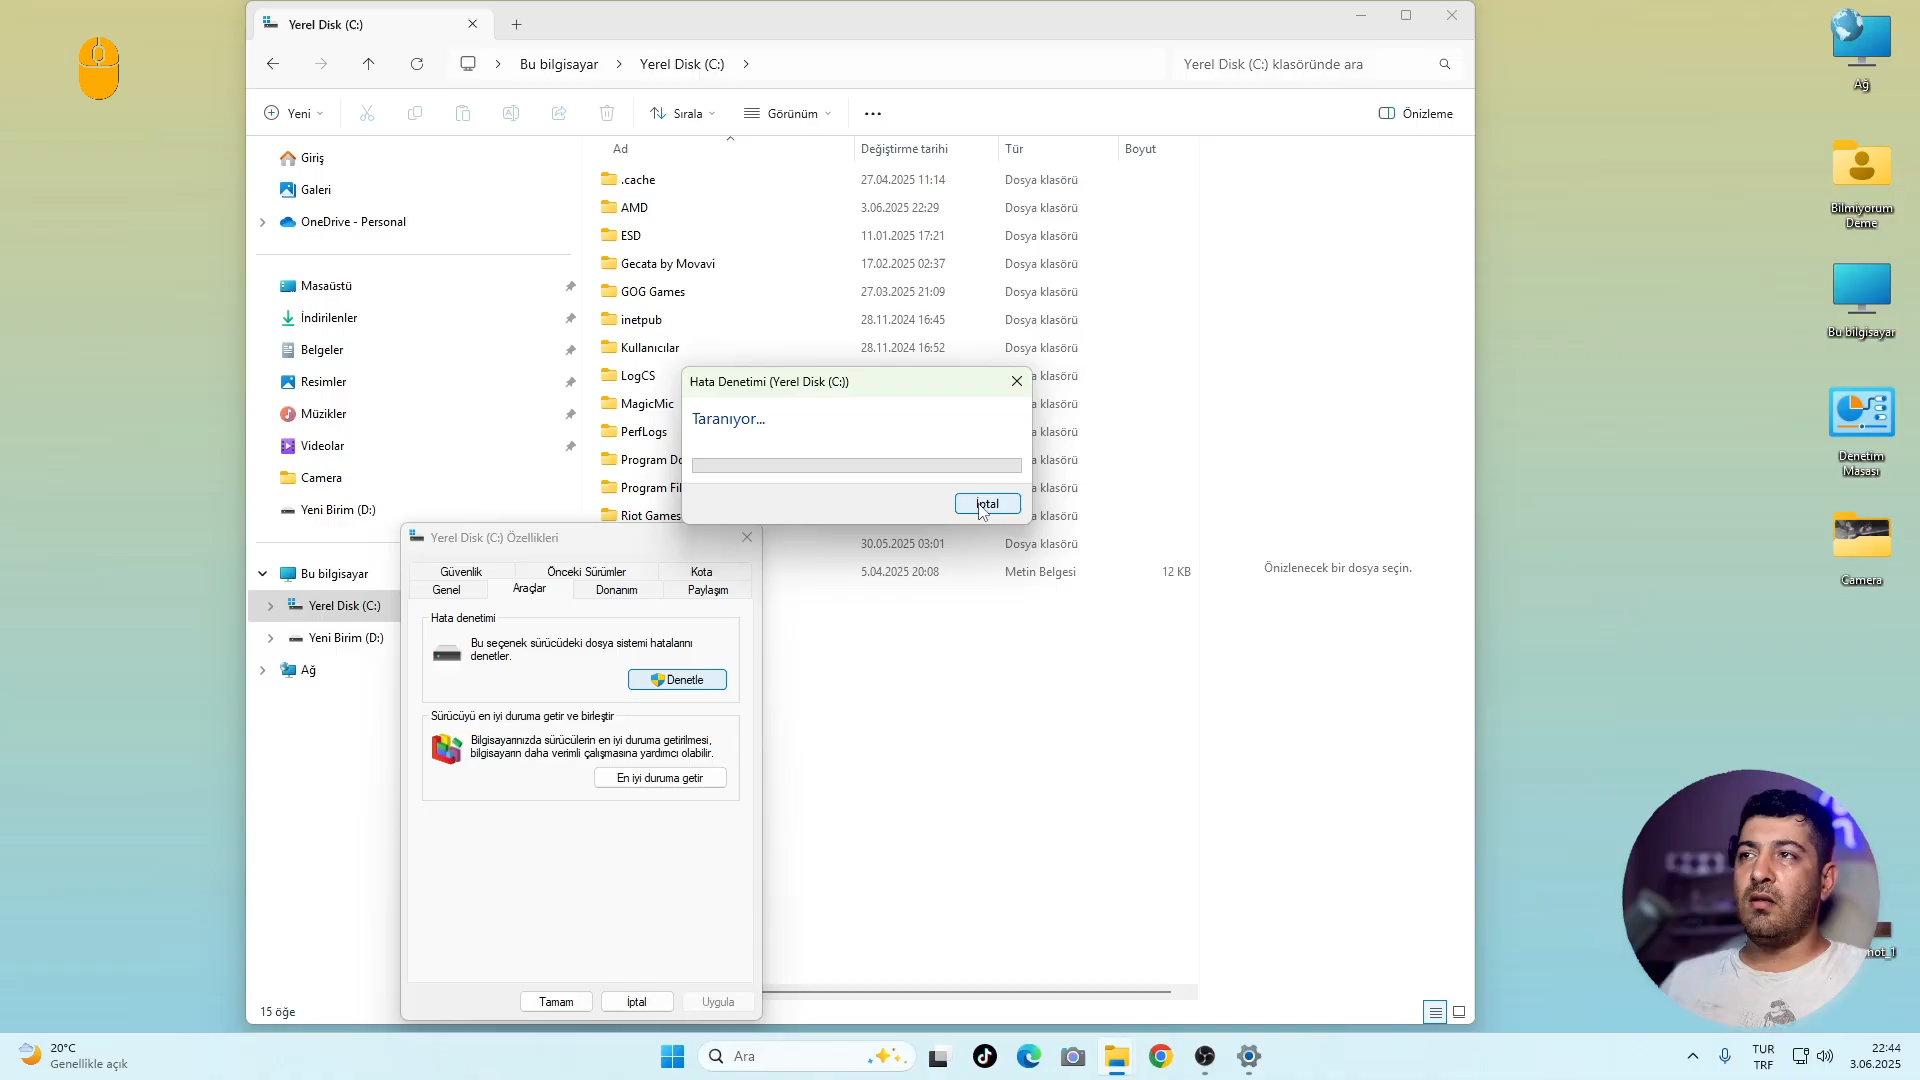 Yerel Disk (C:)
Bu bilgisayar
Yerel Disk (C:)
Yerel Disk (C:) klasöründe ara
Yeni
Sırala
Görünüm
Önizleme
Ad
Değiştirme tarihi
Tür
Boyut
.cache 27.04.2025 11:14 Dosya klasörü
AMD 3.06.2025 22:29 Dosya klasörü
ESD 11.01.2025 17:21 Dosya klasörü
Gecata by Movavi 17.02.2025 02:37 Dosya klasörü
GOG Games 27.03.2025 21:09 Dosya klasörü
inetpub 28.11.2024 16:45 Dosya klasörü
Kullanıcılar 28.11.2024 16:52 Dosya klasörü
LogCS a klasörü
MagicMic a klasörü
PerfLogs a klasörü
Program a klasörü
Program a klasörü
Riot Games a klasörü
30.05.2025 03:01 Dosya klasörü
5.04.2025 20:08 Metin Belgesi 12 KB
Giriş
Galeri
OneDrive - Personal
Masaüstü
İndirilenler
Belgeler
Resimler
Müzikler
Videolar
Camera
Yeni Birim (D:)
Bu bilgisayar
Yerel Disk (C:)
Yeni Birim (D:)
Ağ
15 öğe
Önizlenecek bir dosya seçin.
Hata Denetimi (Yerel Disk (C:))
Taranıyor...
İptal
Yerel Disk (C:) Özellikleri
Güvenlik
Önceki Sürümler
Kota
Genel
Araçlar
Donanım
Paylaşım
Hata denetimi
Bu seçenek sürücüdeki dosya sistemi hatalarını
denetler.
Denetle
Sürücüyü en iyi duruma getir ve birleştir
Bilgisayarınızda sürücülerin en iyi duruma getirilmesi,
bilgisayarın daha verimli çalışmasına yardımcı olabilir.
En iyi duruma getir
Tamam
İptal
Uygula
Ağ
Bilmiyorum
Deme
Bu bilgisayar
Denetim
Masası
Camera
20°C
Genellikle açık
Ara
TUR
TRF
22:44
3.06.2025